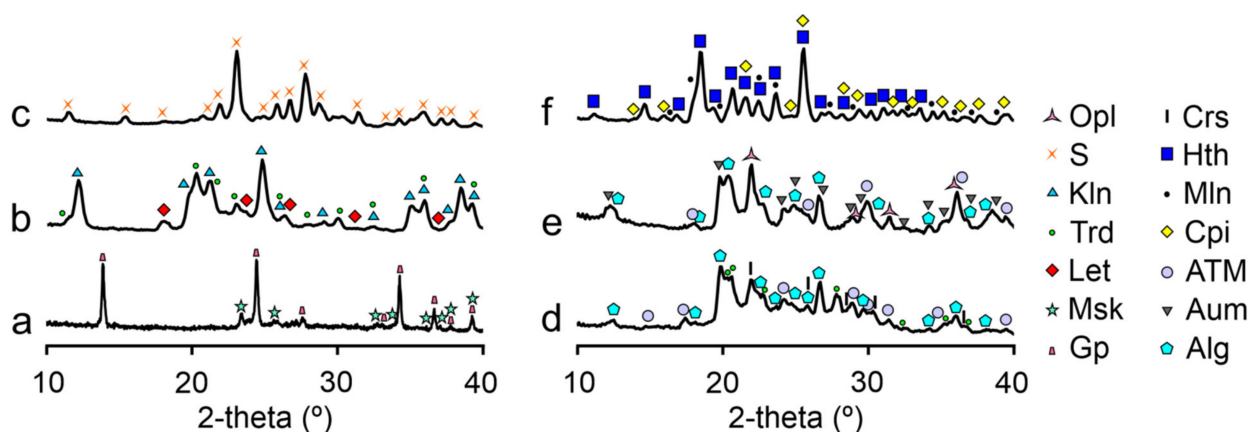 c
b
a
10 20 30 40
2-theta (º)
f
e
d
10 20 30 40
2-theta (º)
Opl
S
Kln
Trd
Let
Msk
Gp
Crs
Hth
Mln
Cpi
ATM
Aum
Alg